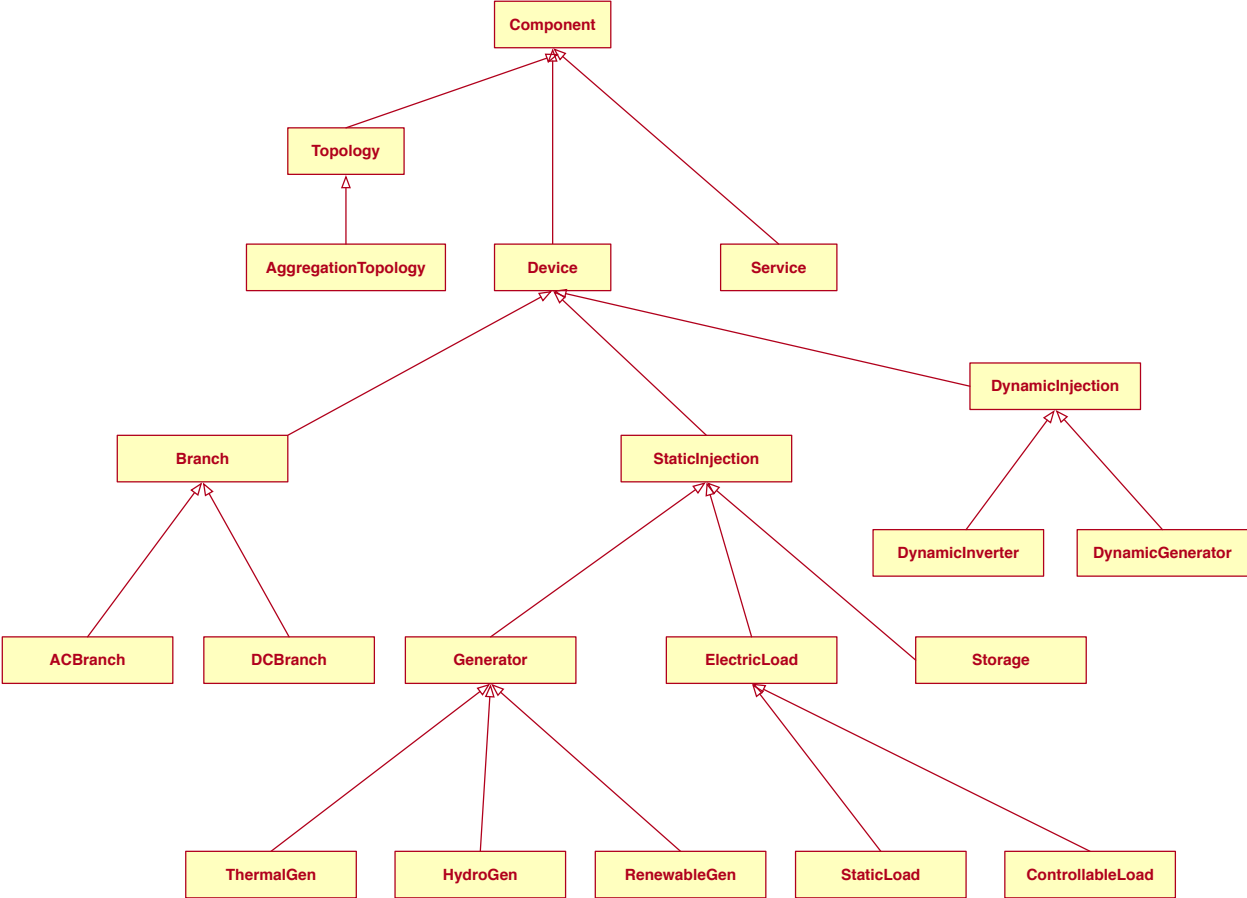 Component
Topology
AggregationTopology
Device
Service
DynamicInjection
Branch
StaticInjection
DynamicInverter
DynamicGenerator
ACBranch
DCBranch
Generator
ElectricLoad
Storage
ThermalGen
HydroGen
RenewableGen
StaticLoad
ControllableLoad